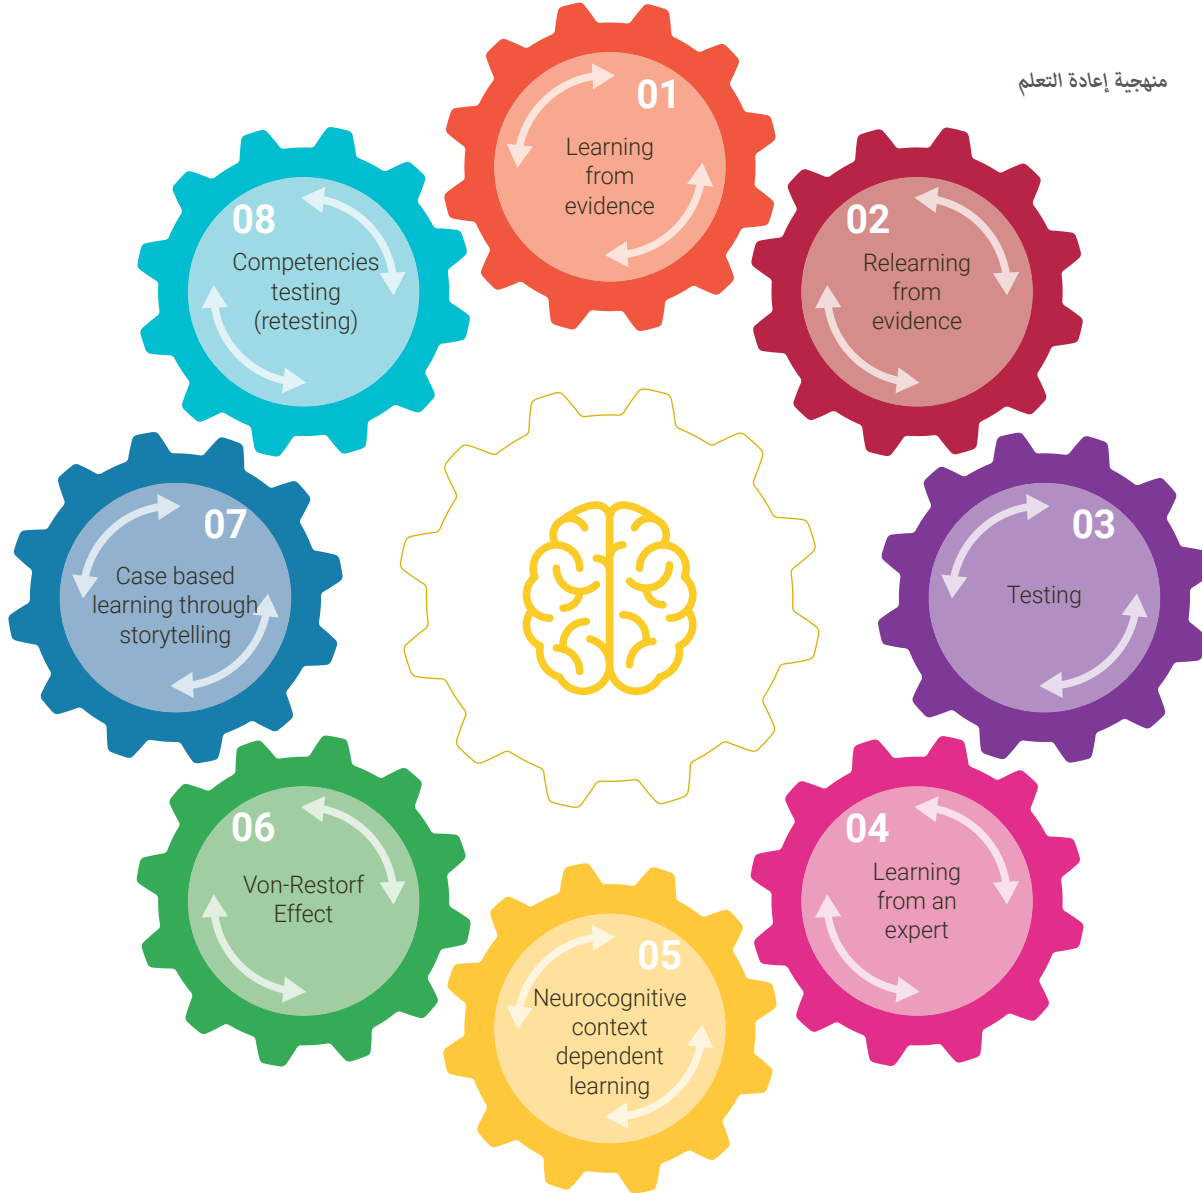 منهجية إعادة التعلم
01
Learning
from
evidence
02
Relearning
from
evidence
03
Testing
04
Learning
from an
expert
05
Neurocognitive
context
dependent
learning
06
Von-Restorf
Effect
07
Case based
learning through
storytelling
08
Competencies
testing
(retesting)